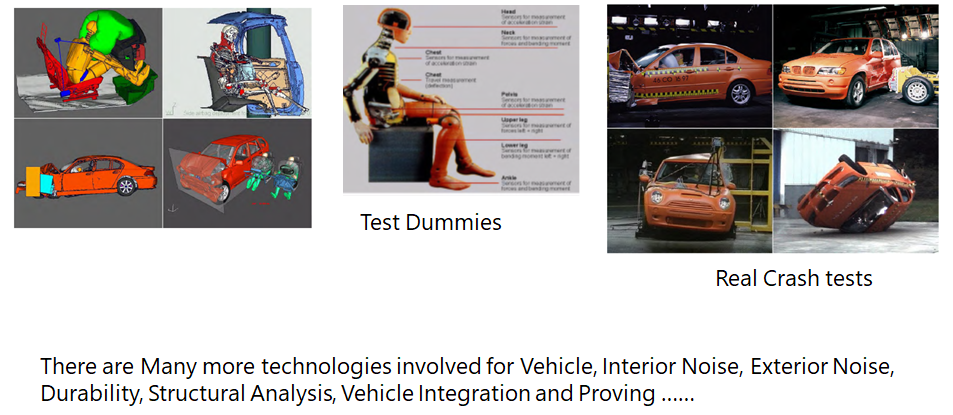 Head
Sensors for measurement
of acceleration strain
Neck
Sensors for measurement of
forces and bending moment
Chest
Sensors for measurement
of acceleration strain
Chest
Travel measurement
(deflection)
Pelvis
Sensors for measurement of
acceleration strain
Upper leg
Sensors for measurement of
forces left + right
Lower leg
Sensors for measurement of
bending moment left + right
Ankle
Sensors for measurement of
Test Dummies
Real Crash tests
There are Many more technologies involved for Vehicle, Interior Noise, Exterior Noise,
Durability, Structural Analysis, Vehicle Integration and Proving ......